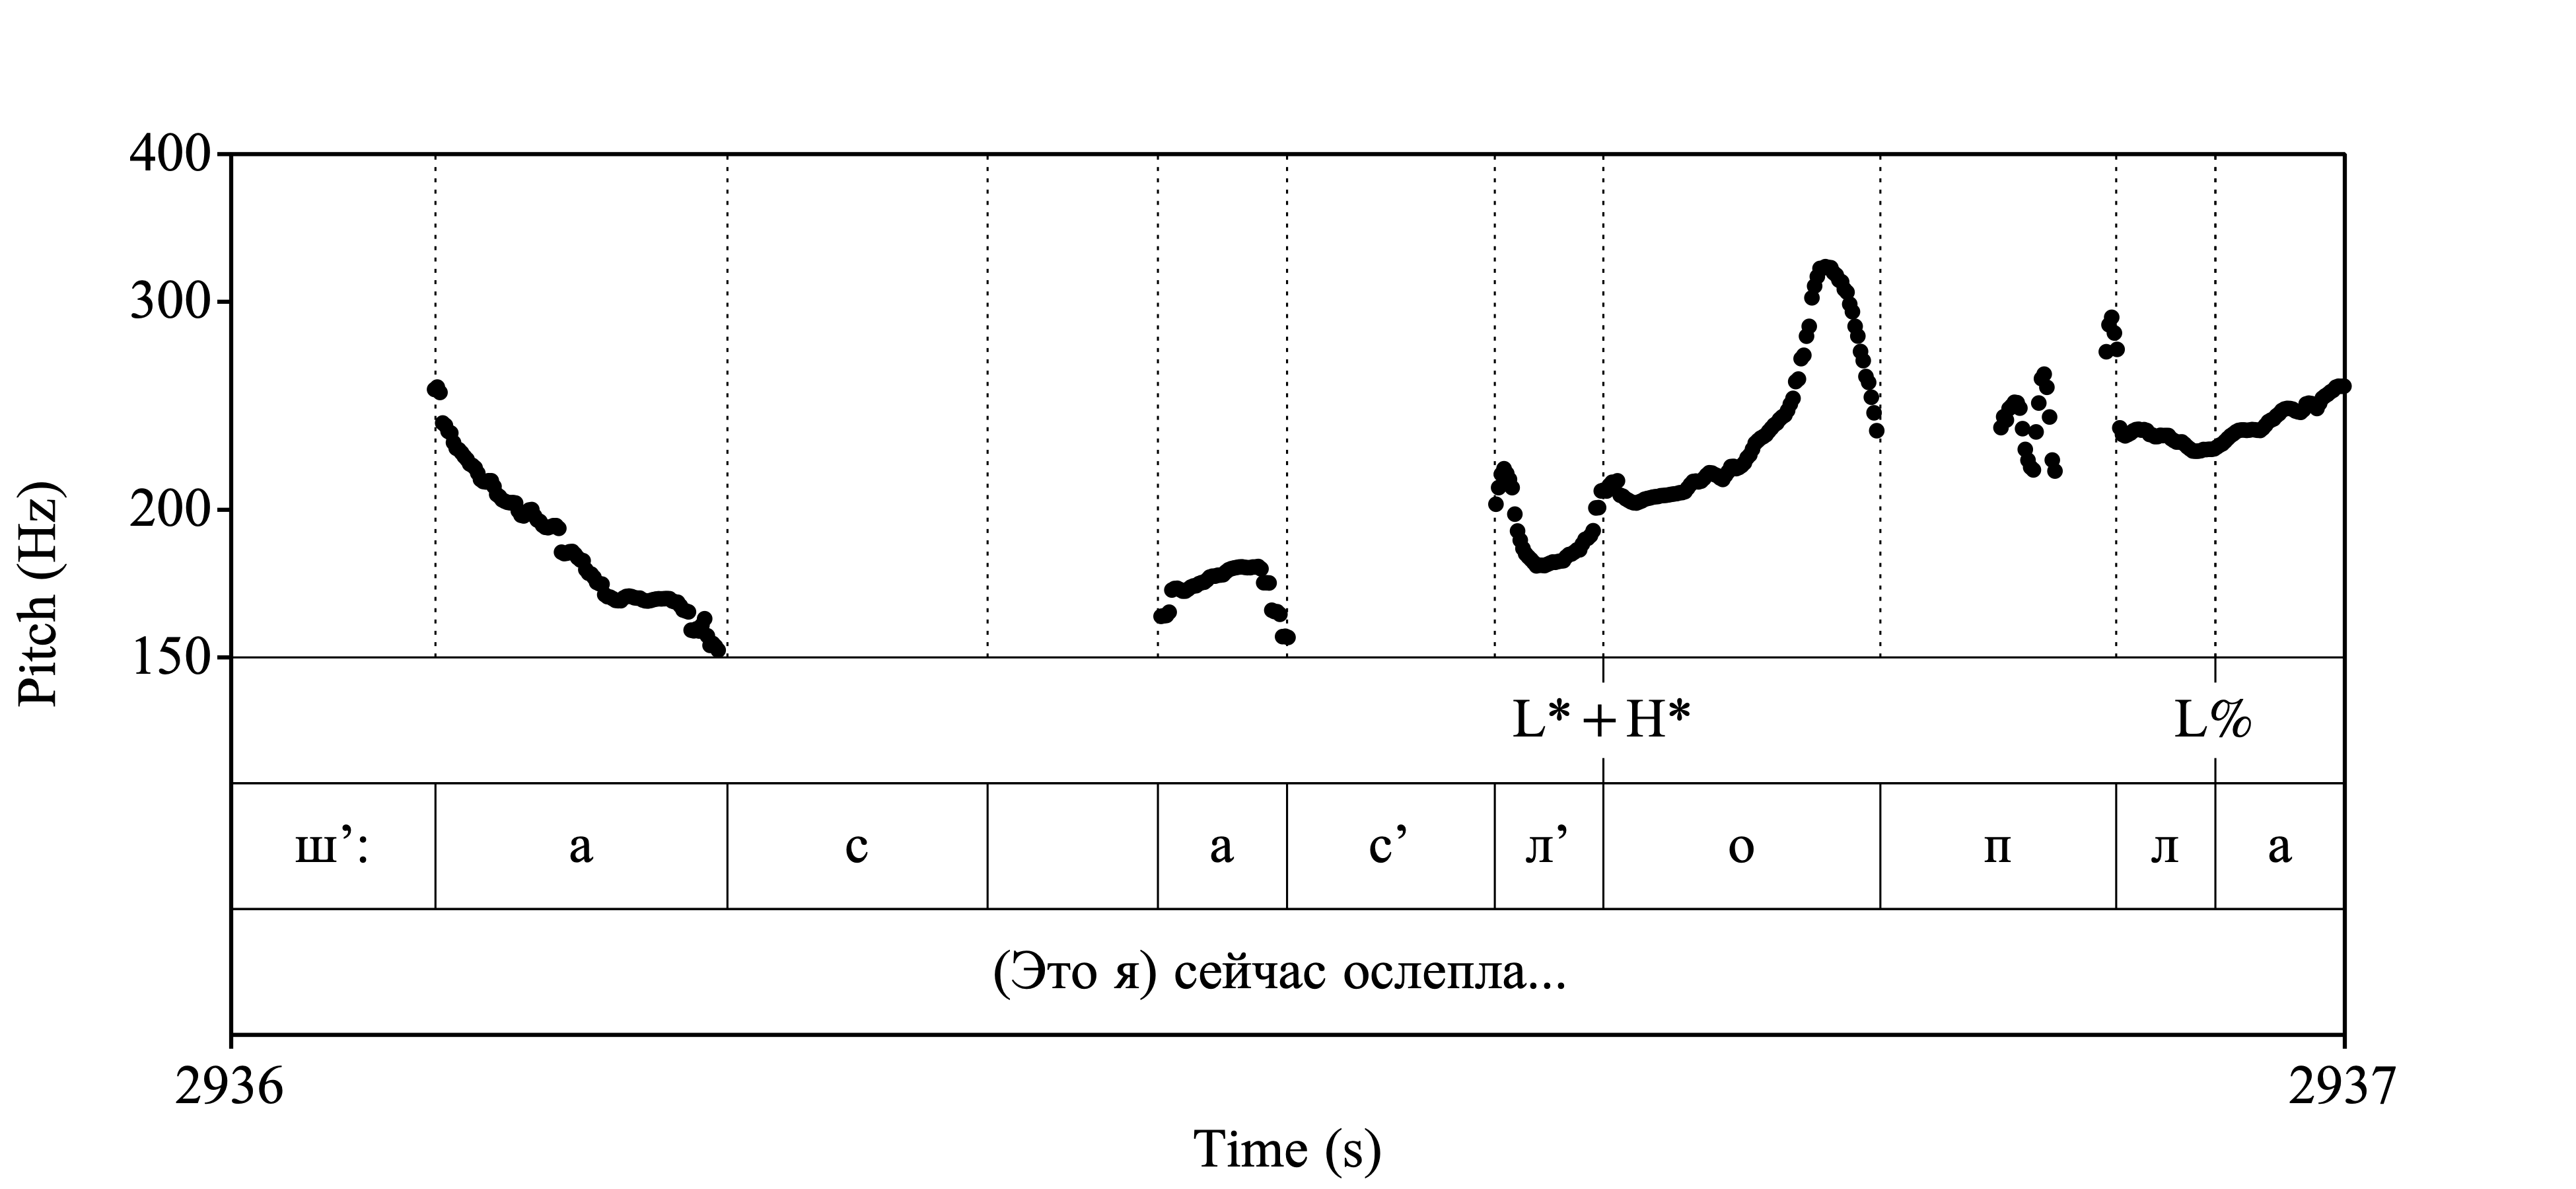 400
300
200
150
Pitch (Hz)
L*+H* L%
ш’: а с а с’ л’ о п л а
(Это я) сейчас ослепла...
2936 2937
Time (s)